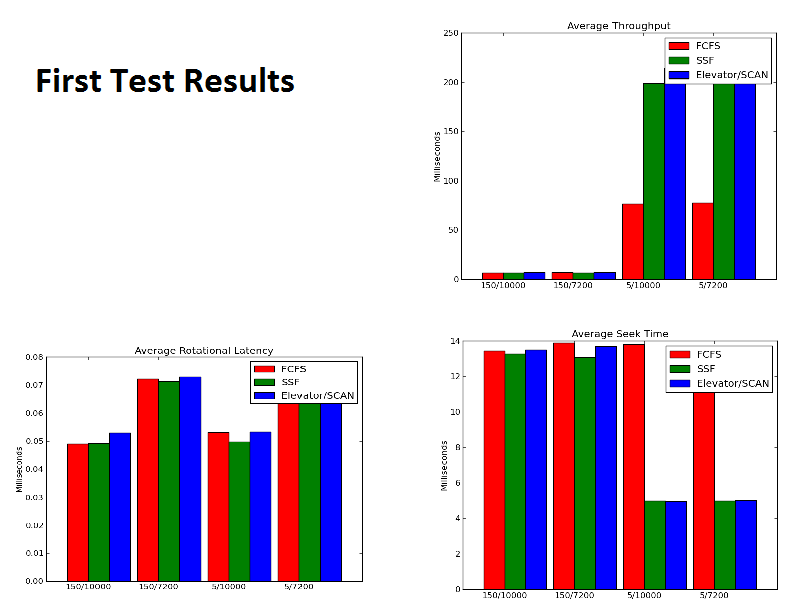 First Test Results
Average Throughput
250
200
150
100
50
0
Milliseconds
FCFS
SSF
Elevator/SCAN
150/10000
150/7200
5/10000
5/7200
Average Rotational Latency
0.08
0.07
0.06
0.05
0.04
0.03
0.02
0.01
0.00
Milliseconds
FCFS
SSF
Elevator/SCAN
150/10000
150/7200
5/10000
5/7200
Average Seek Time
14
12
10
8
6
4
2
0
Milliseconds
FCFS
SSF
Elevator/SCAN
150/10000
150/7200
5/10000
5/7200